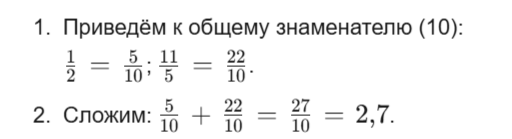 1. Приведём к общему знаменателю (10):
1/2 = 5/10; 11/5 = 22/10.
2. Сложим: 5/10 + 22/10 = 27/10 = 2,7.